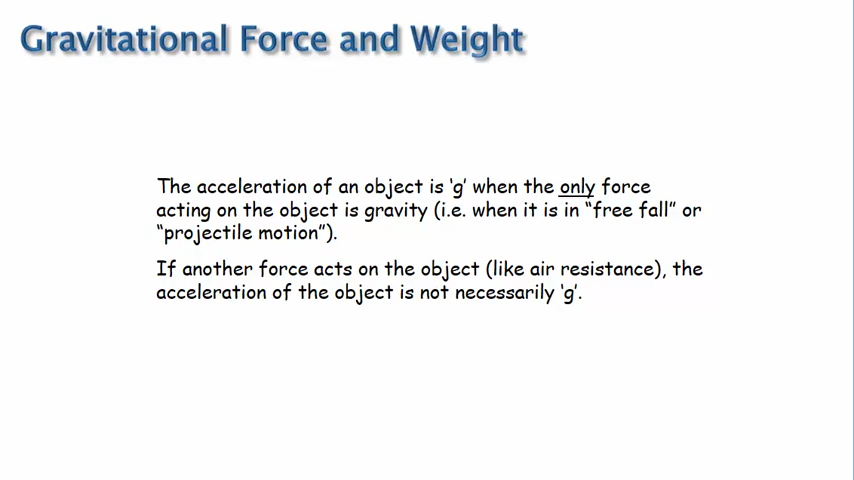 Gravitational Force and Weight
The acceleration of an object is ‘g’ when the only force
acting on the object is gravity (i.e. when it is in “free fall” or
“projectile motion”).
If another force acts on the object (like air resistance), the
acceleration of the object is not necessarily ‘g’.